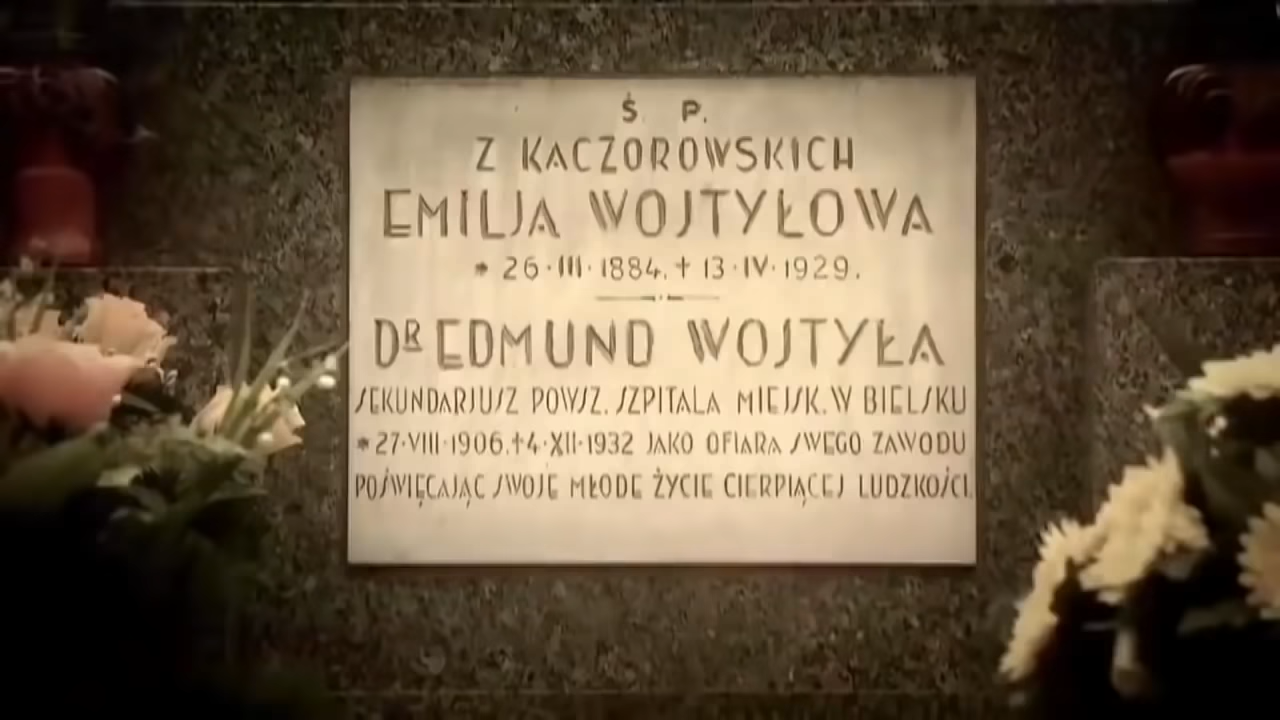 Ś. P.
Z KACZOROWSKICH
EMILJA WOJTYŁOWA
* 26·III·1884. † 13·IV·1929.
DR EDMUND WOJTYŁA
SEKUNDARJUSZ POWSZ. SZPITALA MIEJSK. W BIELSKU
* 27·VIII·1906. † 4·XII·1932 JAKO OFIARA SWEGO ZAWODU
POŚWIĘCAJĄC SWOJE MŁODE ŻYCIE CIERPIĄCEJ LUDZKOŚCI.